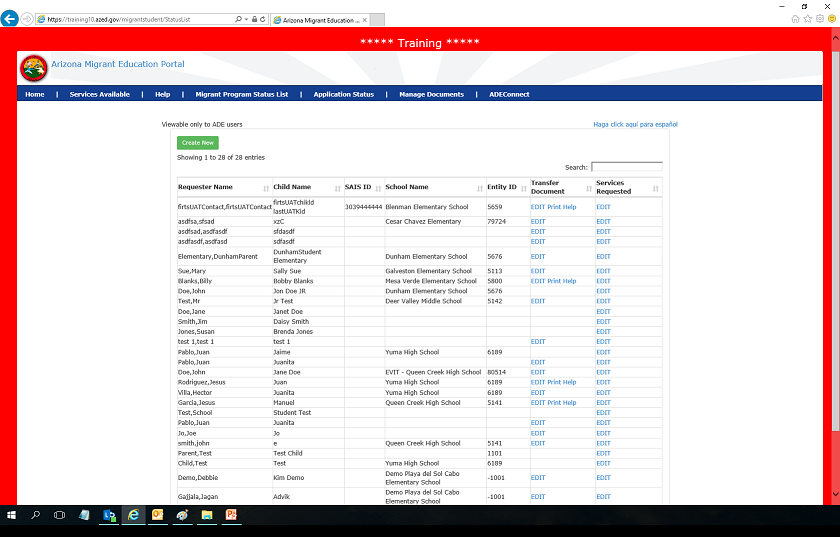 https://training10.azed.gov/migrantstudent/StatusList
Arizona Migrant Education ...
***** Training *****
Arizona Migrant Education Portal
Home | Services Available | Help | Migrant Program Status List | Application Status | Manage Documents | ADEConnect
Viewable only to ADE users Haga click aquí para español
Create New
Showing 1 to 28 of 28 entries
Search:
Requester Name Child Name SAIS ID School Name Entity ID Transfer Document Services Requested
firtsUATContact,firtsUATContact firtsUATchikld lastUATKid 3039444444 Blenman Elementary School 5659 EDIT Print Help EDIT
asdfsa,sfsad xzC Cesar Chavez Elementary 79724 EDIT EDIT
asdfsad,asdfasdf sfdasdf EDIT EDIT
asdfasdf,asdfasd sdfasdf EDIT EDIT
Elementary,DunhamParent DunhamStudent Elementary Dunham Elementary School 5676 EDIT EDIT
Sue,Mary Sally Sue Galveston Elementary School 5113 EDIT EDIT
Blanks,Billy Bobby Blanks Mesa Verde Elementary School 5800 EDIT Print Help EDIT
Doe,John Jon Doe JR Dunham Elementary School 5676 EDIT
Test,Mr Jr Test Deer Valley Middle School 5142 EDIT EDIT
Doe,Jane Janet Doe EDIT
Smith,Jim Daisy Smith EDIT
Jones,Susan Brenda Jones EDIT
test 1,test 1 test 1 EDIT EDIT
Pablo,Juan Jaime Yuma High School 6189 EDIT
Pablo,Juan Juanita EDIT EDIT
Doe,John Jane Doe EVIT - Queen Creek High School 80514 EDIT EDIT
Rodriguez,Jesus Juan Yuma High School 6189 EDIT Print Help EDIT
Villa,Hector Juanita Yuma High School 6189 EDIT EDIT
Garcia,Jesus Manuel Queen Creek High School 5141 EDIT Print Help EDIT
Test,School Student Test EDIT
Pablo,Juan Juanita EDIT EDIT
Jo,Joe Jo EDIT EDIT
smith,john e Queen Creek High School 5141 EDIT EDIT
Parent,Test Test Child 1101 EDIT
Child,Test Test Yuma High School 6189 EDIT
Demo,Debbie Kim Demo Demo Playa del Sol Cabo Elementary School -1001 EDIT EDIT
Gajjala,Jagan Advik Demo Playa del Sol Cabo Elementary School -1001 EDIT EDIT